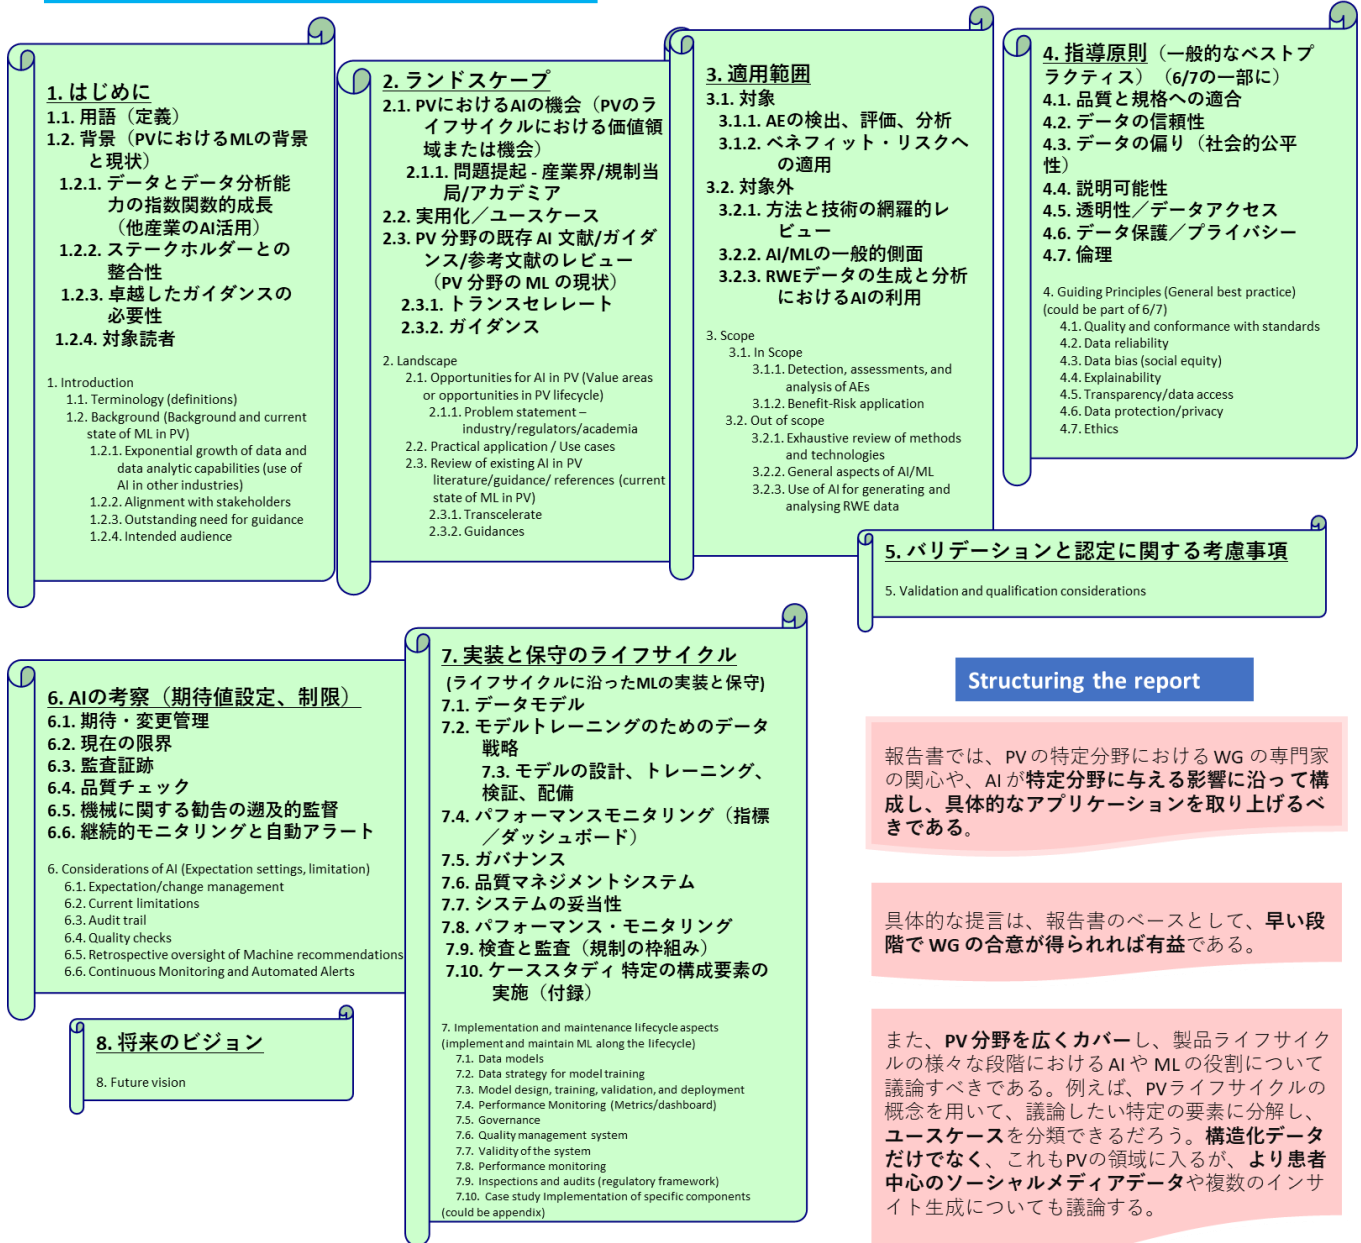 1. はじめに
1.1. 用語（定義）
1.2. 背景（PVにおけるMLの背景
と現状）
1.2.1. データとデータ分析能
力の指数関数的成長
（他産業のAI活用）
1.2.2. ステークホルダーとの
整合性
1.2.3. 卓越したガイダンスの
必要性
1.2.4. 対象読者
1. Introduction
1.1. Terminology (definitions)
1.2. Background (Background and current
state of ML in PV)
1.2.1. Exponential growth of data and
data analytic capabilities (use of
AI in other industries)
1.2.2. Alignment with stakeholders
1.2.3. Outstanding need for guidance
1.2.4. Intended audience
2. ランドスケープ
2.1. PVにおけるAIの機会（PVのラ
イフサイクルにおける価値領
域または機会）
2.1.1. 問題提起 - 産業界/規制当
局/アカデミア
2.2. 実用化／ユースケース
2.3. PV 分野の既存 AI 文献/ガイダ
ンス/参考文献のレビュー
（PV 分野の ML の現状）
2.3.1. トランスセレレート
2.3.2. ガイダンス
2. Landscape
2.1. Opportunities for AI in PV (Value areas
or opportunities in PV lifecycle)
2.1.1. Problem statement –
industry/regulators/academia
2.2. Practical application / Use cases
2.3. Review of existing AI in PV
literature/guidance/ references (current
state of ML in PV)
2.3.1. Transcelerate
2.3.2. Guidances
3. 適用範囲
3.1. 対象
3.1.1. AEの検出、評価、分析
3.1.2. ベネフィット・リスクへ
の適用
3.2. 対象外
3.2.1. 方法と技術の網羅的レ
ビュー
3.2.2. AI/MLの一般的側面
3.2.3. RWEデータの生成と分析
におけるAIの利用
3. Scope
3.1. In Scope
3.1.1. Detection, assessments, and
analysis of AEs
3.1.2. Benefit-Risk application
3.2. Out of scope
3.2.1. Exhaustive review of methods
and technologies
3.2.2. General aspects of AI/ML
3.2.3. Use of AI for generating and
analysing RWE data
4. 指導原則（一般的なベストプ
ラクティス）（6/7の一部に）
4.1. 品質と規格への適合
4.2. データの信頼性
4.3. データの偏り（社会的公平
性）
4.4. 説明可能性
4.5. 透明性／データアクセス
4.6. データ保護／プライバシー
4.7. 倫理
4. Guiding Principles (General best practice)
(could be part of 6/7)
4.1. Quality and conformance with standards
4.2. Data reliability
4.3. Data bias (social equity)
4.4. Explainability
4.5. Transparency/data access
4.6. Data protection/privacy
4.7. Ethics
5. バリデーションと認定に関する考慮事項
5. Validation and qualification considerations
6. AIの考察（期待値設定、制限）
6.1. 期待・変更管理
6.2. 現在の限界
6.3. 監査証跡
6.4. 品質チェック
6.5. 機械に関する勧告の遡及的監督
6.6. 継続的モニタリングと自動アラート
6. Considerations of AI (Expectation settings, limitation)
6.1. Expectation/change management
6.2. Current limitations
6.3. Audit trail
6.4. Quality checks
6.5. Retrospective oversight of Machine recommendations
6.6. Continuous Monitoring and Automated Alerts
7. 実装と保守のライフサイクル
(ライフサイクルに沿ったMLの実装と保守)
7.1. データモデル
7.2. モデルトレーニングのためのデータ
戦略
7.3. モデルの設計、トレーニング、
検証、配備
7.4. パフォーマンスモニタリング（指標
／ダッシュボード）
7.5. ガバナンス
7.6. 品質マネジメントシステム
7.7. システムの妥当性
7.8. パフォーマンス・モニタリング
7.9. 検査と監査（規制の枠組み）
7.10. ケーススタディ 特定の構成要素の
実施（付録）
7. Implementation and maintenance lifecycle aspects
(implement and maintain ML along the lifecycle)
7.1. Data models
7.2. Data strategy for model training
7.3. Model design, training, validation, and deployment
7.4. Performance Monitoring (Metrics/dashboard)
7.5. Governance
7.6. Quality management system
7.7. Validity of the system
7.8. Performance monitoring
7.9. Inspections and audits (regulatory framework)
7.10. Case study Implementation of specific components
(could be appendix)
8. 将来のビジョン
8. Future vision
Structuring the report
報告書では、PV の特定分野における WG の専門家
の関心や、AI が特定分野に与える影響に沿って構
成し、具体的なアプリケーションを取り上げるべ
きである。
具体的な提言は、報告書のベースとして、早い段
階で WG の合意が得られれば有益である。
また、PV 分野を広くカバーし、製品ライフサイク
ルの様々な段階における AI や ML の役割について
議論すべきである。例えば、PVライフサイクルの
概念を用いて、議論したい特定の要素に分解し、
ユースケースを分類できるだろう。構造化データ
だけでなく、これもPVの領域に入るが、より患者
中心のソーシャルメディアデータや複数のインサ
イト生成についても議論する。